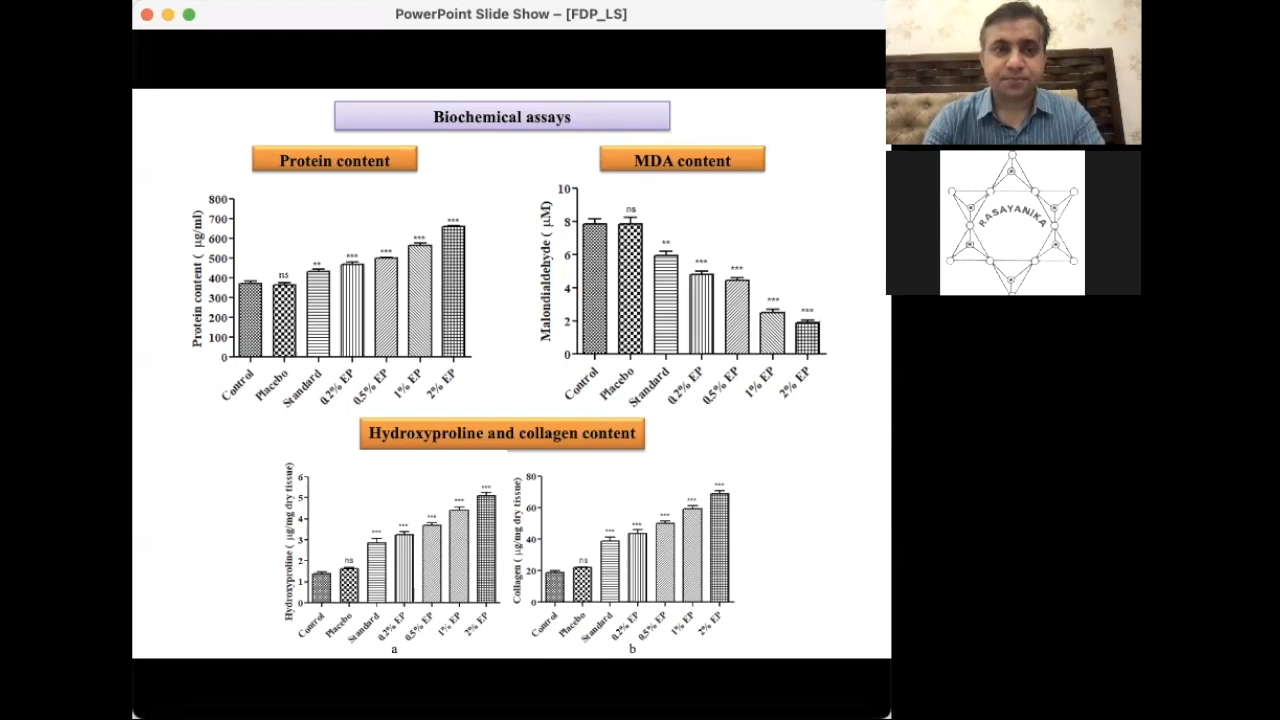 PowerPoint Slide Show – [FDP_LS]
Biochemical assays
Protein content
MDA content
Protein content ( µg/ml)
800
700
600
500
400
300
200
100
0
ns
**
***
***
***
***
Control
Placebo
Standard
0.2% EP
0.5% EP
1% EP
2% EP
Malondialdehyde ( µM)
10
8
6
4
2
0
ns
**
***
***
***
***
Control
Placebo
Standard
0.2% EP
0.5% EP
1% EP
2% EP
Hydroxyproline and collagen content
Hydroxyproline ( µg/mg dry tissue)
6
5
4
3
2
1
0
ns
***
***
***
***
***
Control
Placebo
Standard
0.2% EP
0.5% EP
1% EP
2% EP
a
Collagen ( µg/mg dry tissue)
80
60
40
20
0
ns
***
***
***
***
***
Control
Placebo
Standard
0.2% EP
0.5% EP
1% EP
2% EP
b
RASAYANIKA